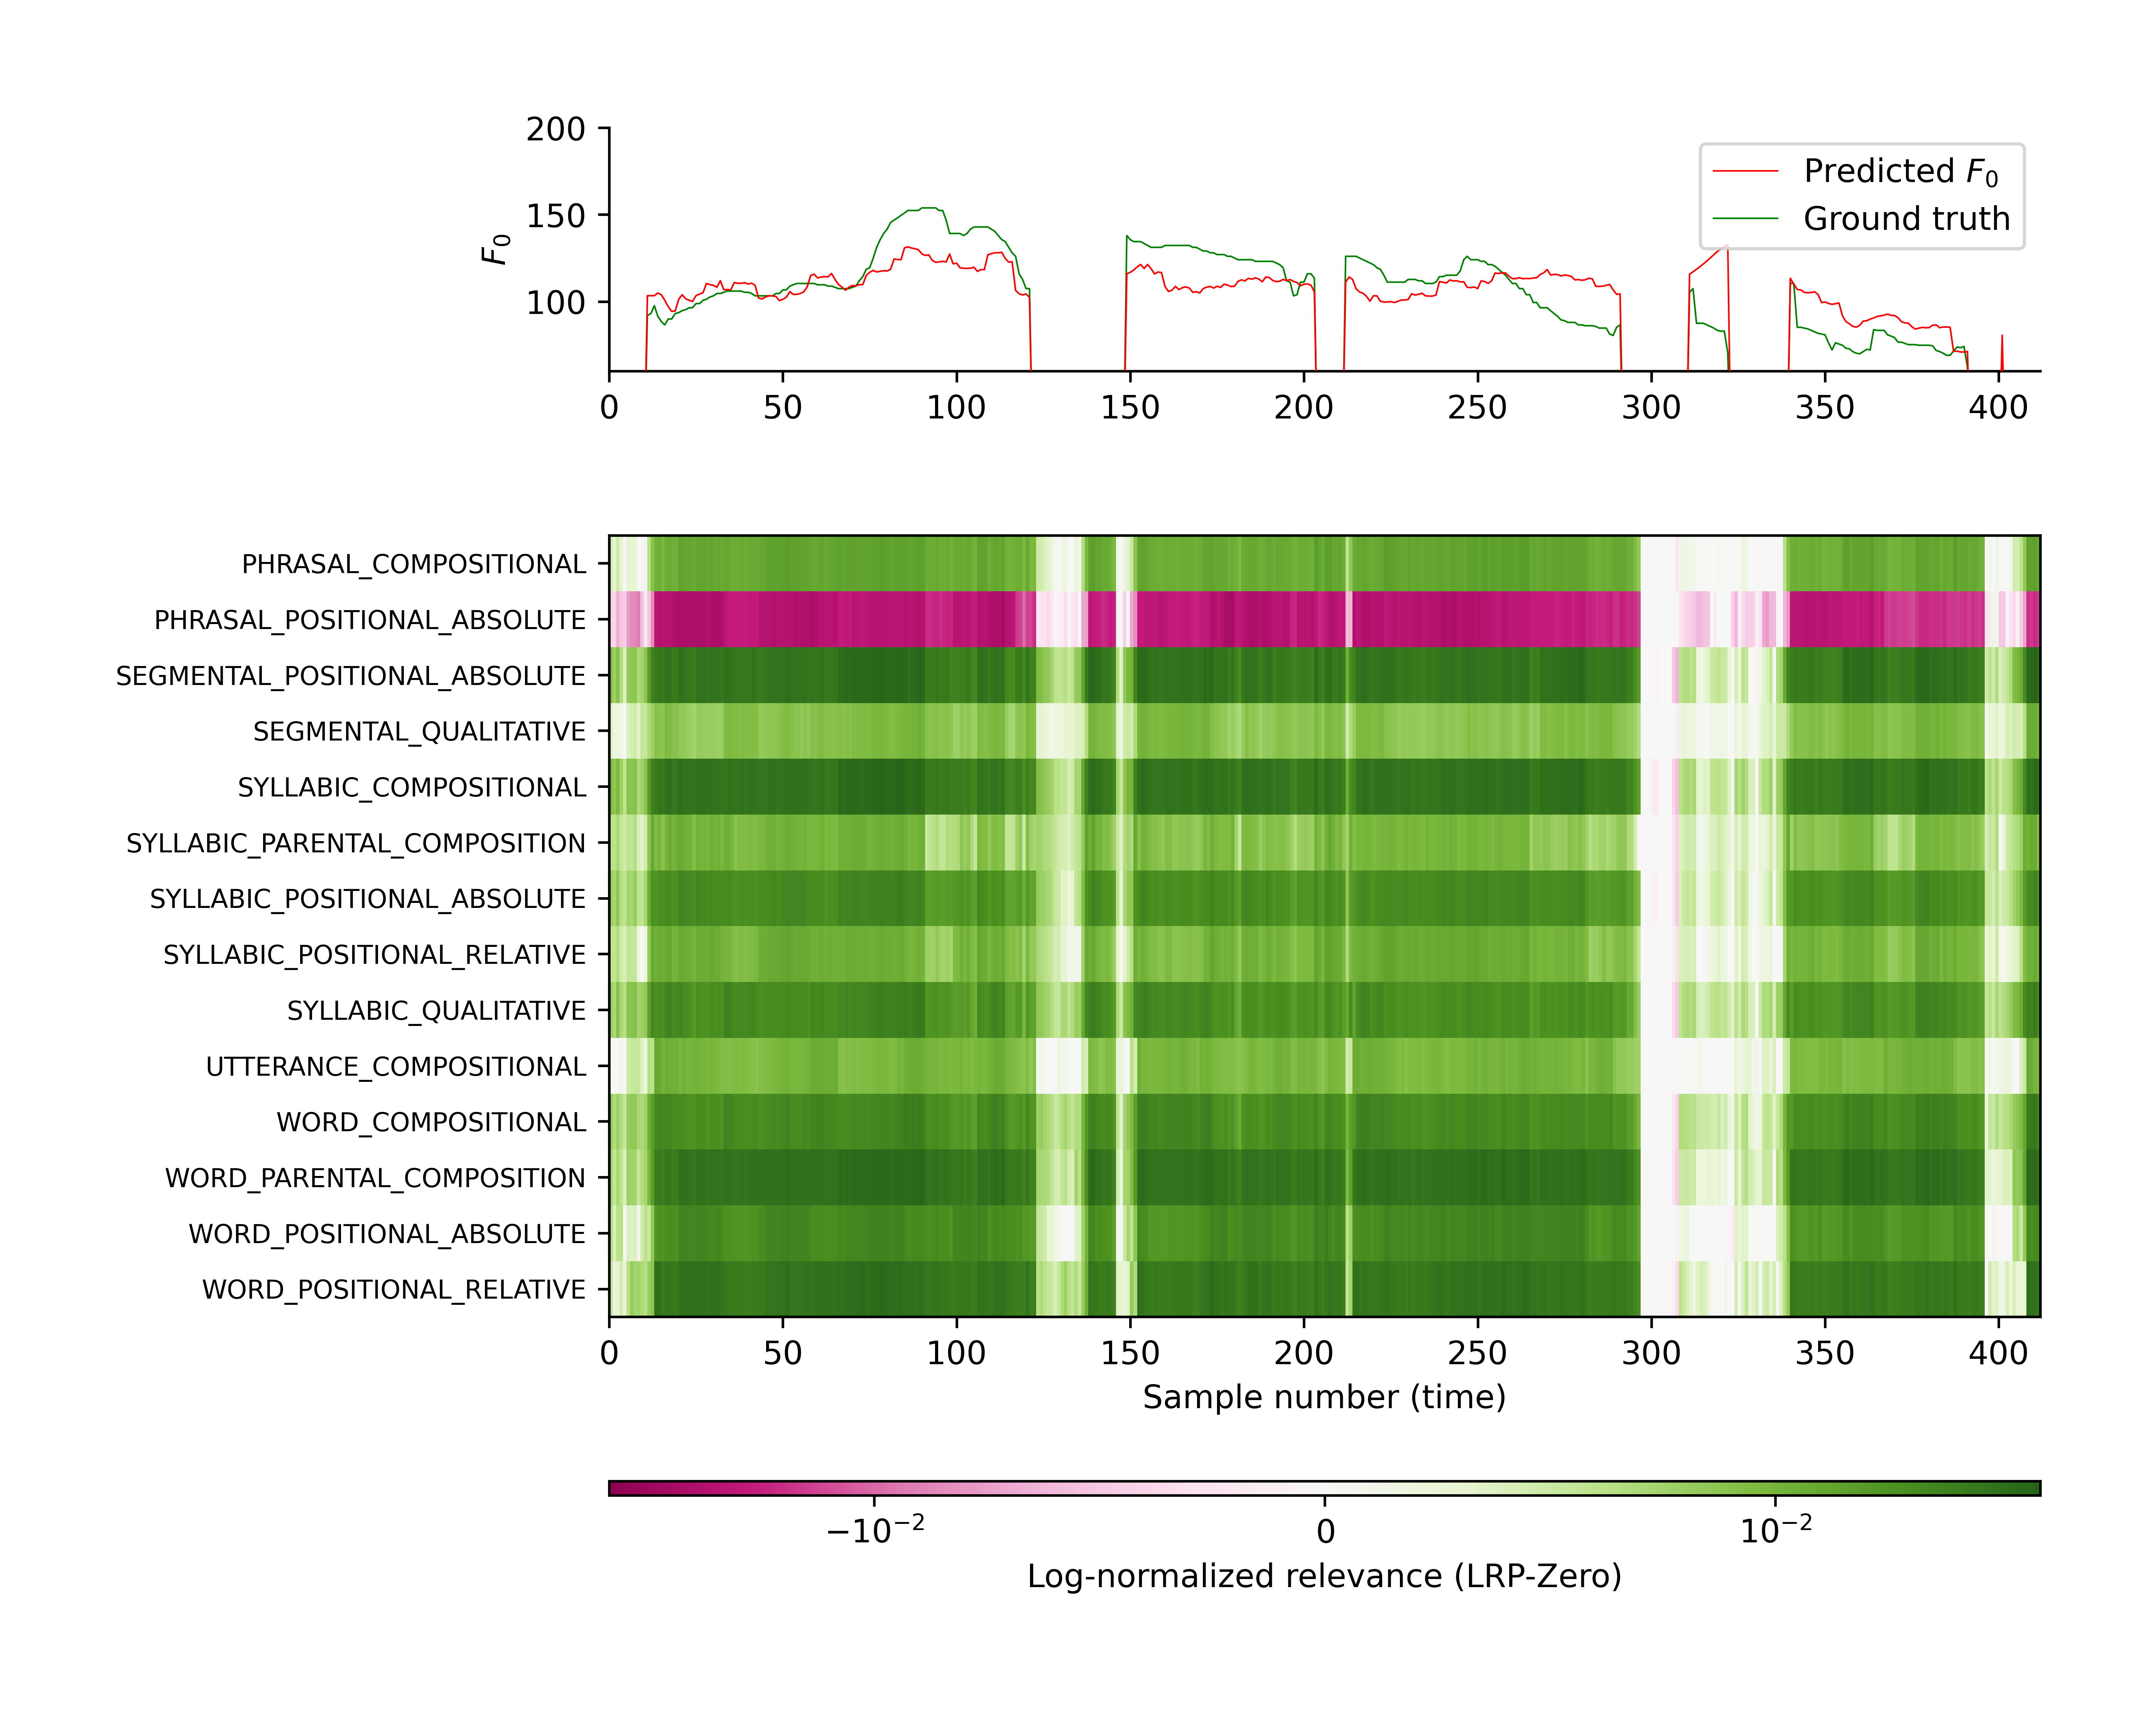 200
150
100
F₀
Predicted F₀
Ground truth
0 50 100 150 200 250 300 350 400
PHRASAL_COMPOSITIONAL
PHRASAL_POSITIONAL_ABSOLUTE
SEGMENTAL_POSITIONAL_ABSOLUTE
SEGMENTAL_QUALITATIVE
SYLLABIC_COMPOSITIONAL
SYLLABIC_PARENTAL_COMPOSITION
SYLLABIC_POSITIONAL_ABSOLUTE
SYLLABIC_POSITIONAL_RELATIVE
SYLLABIC_QUALITATIVE
UTTERANCE_COMPOSITIONAL
WORD_COMPOSITIONAL
WORD_PARENTAL_COMPOSITION
WORD_POSITIONAL_ABSOLUTE
WORD_POSITIONAL_RELATIVE
0 50 100 150 200 250 300 350 400
Sample number (time)
−10⁻² 0 10⁻²
Log-normalized relevance (LRP-Zero)